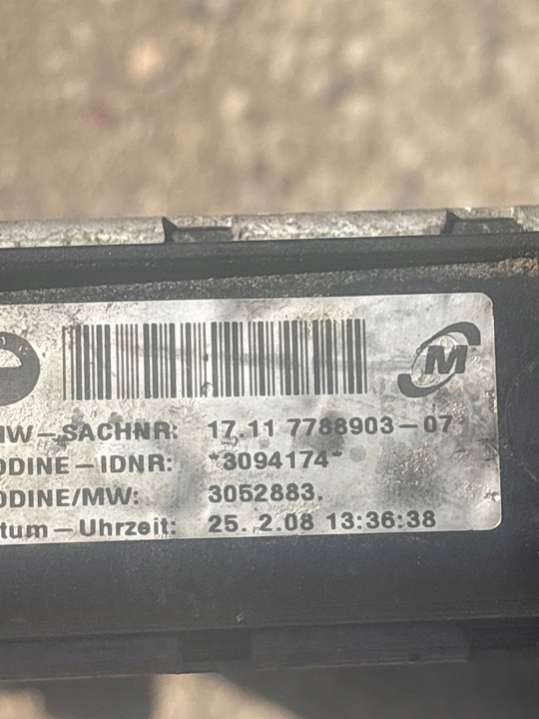 M
W-SACHNR: 17.11 7788903-07
ODINE-IDNR: *3094174*
ODINE/MW: 3052883.
tum-Uhrzeit: 25. 2.08 13:36:38